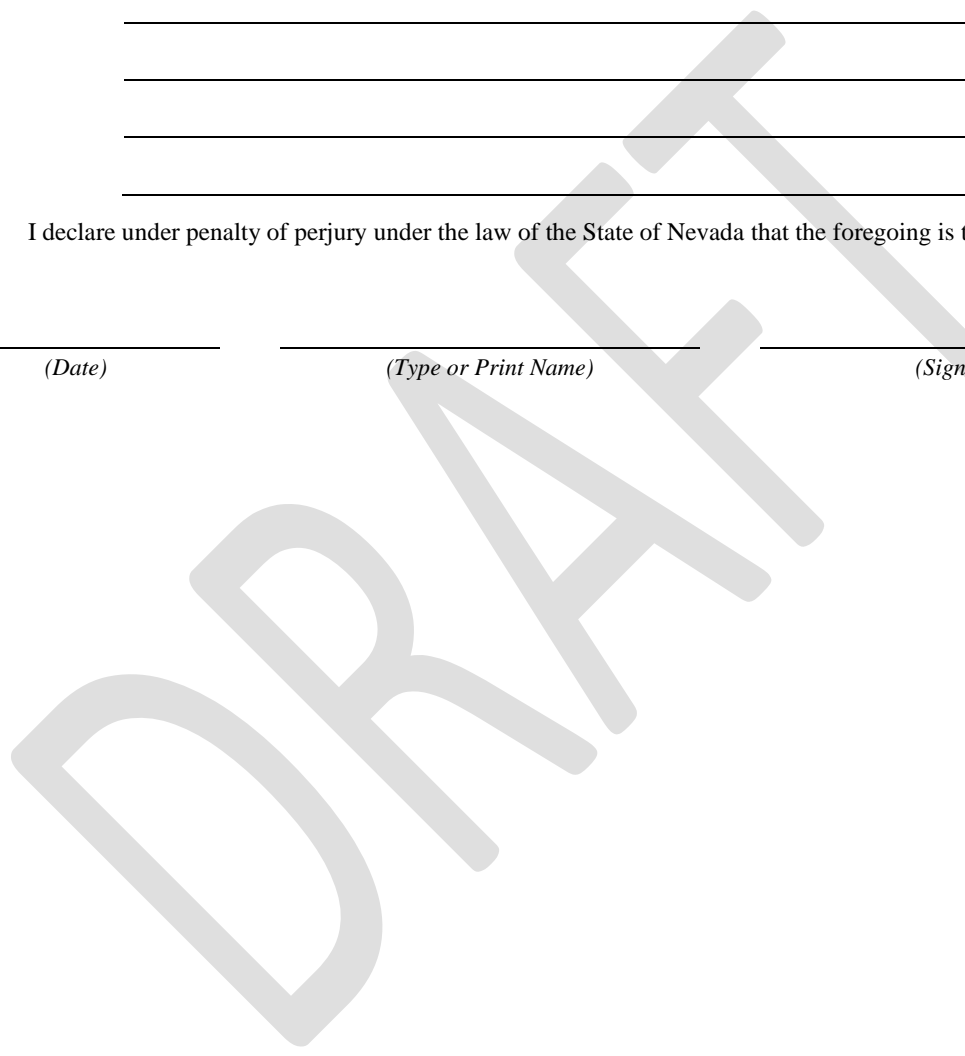 I declare under penalty of perjury under the law of the State of Nevada that the foregoing is
(Date) (Type or Print Name) (Sign
DRAFT